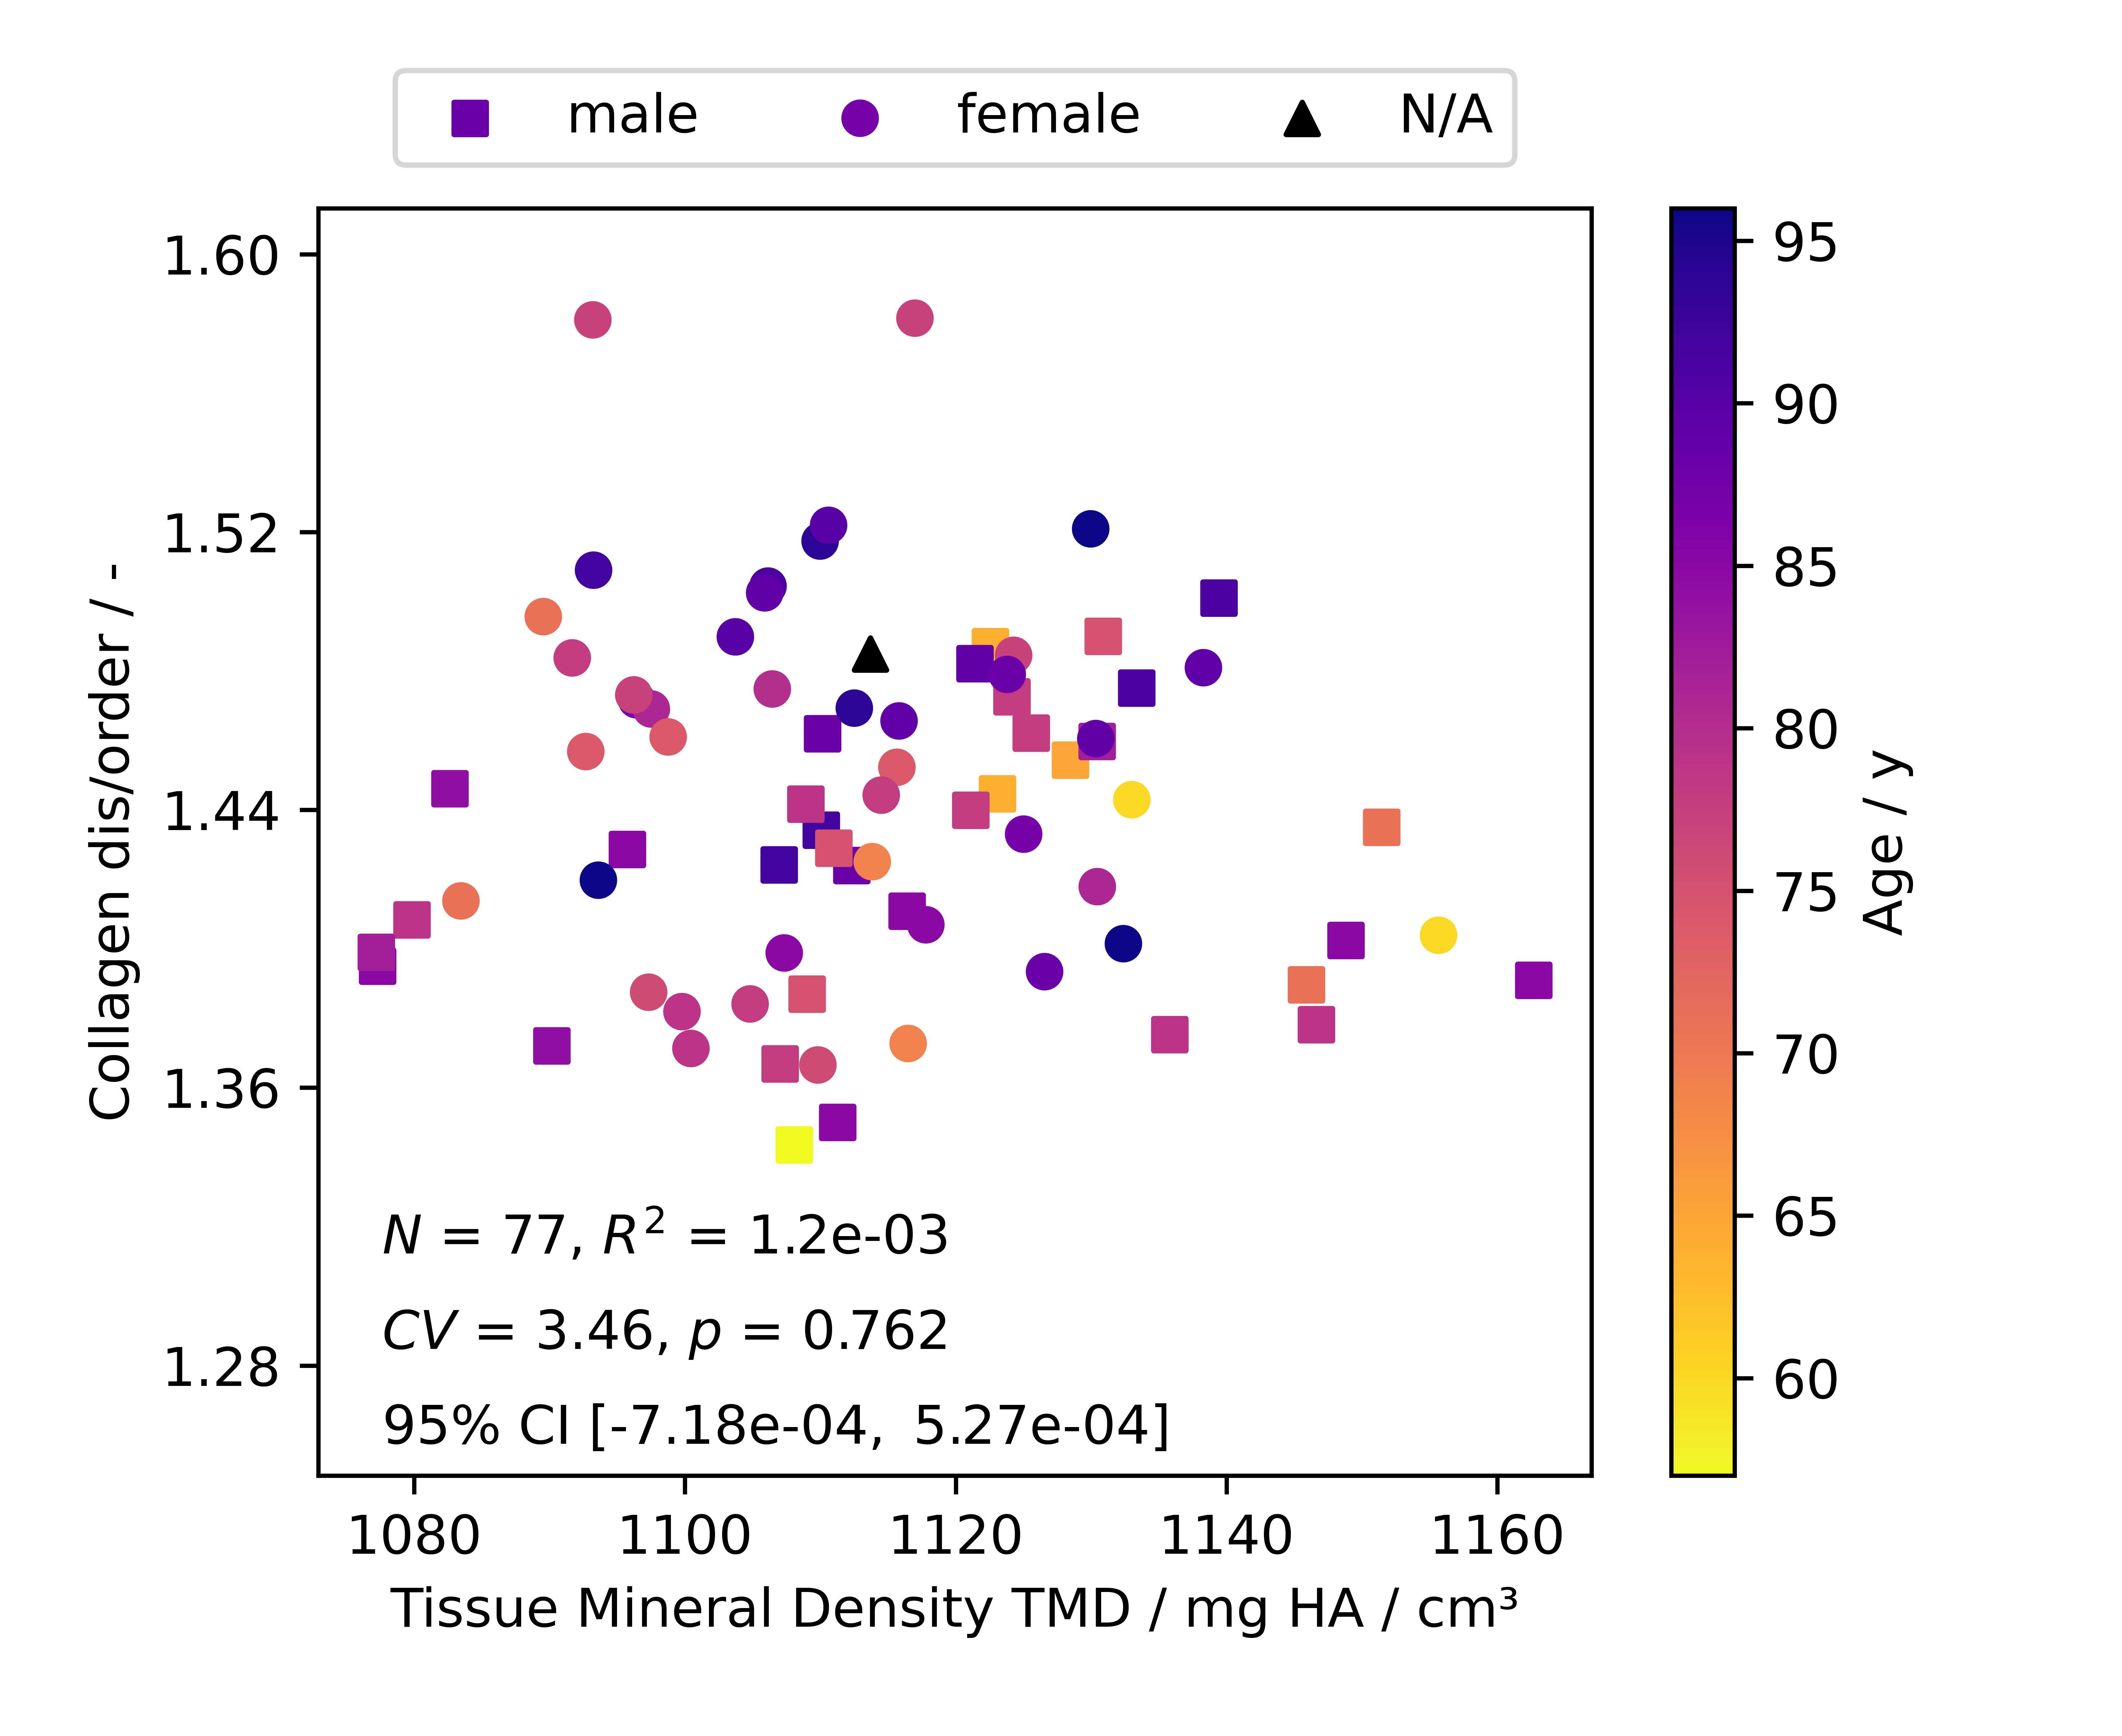 male female N/A
1.60
1.52
1.44
1.36
1.28
Collagen dis/order / -
N = 77, R² = 1.2e-03
CV = 3.46, p = 0.762
95% CI [-7.18e-04, 5.27e-04]
1080 1100 1120 1140 1160
Tissue Mineral Density TMD / mg HA / cm³
95
90
85
80
75
70
65
60
Age / y